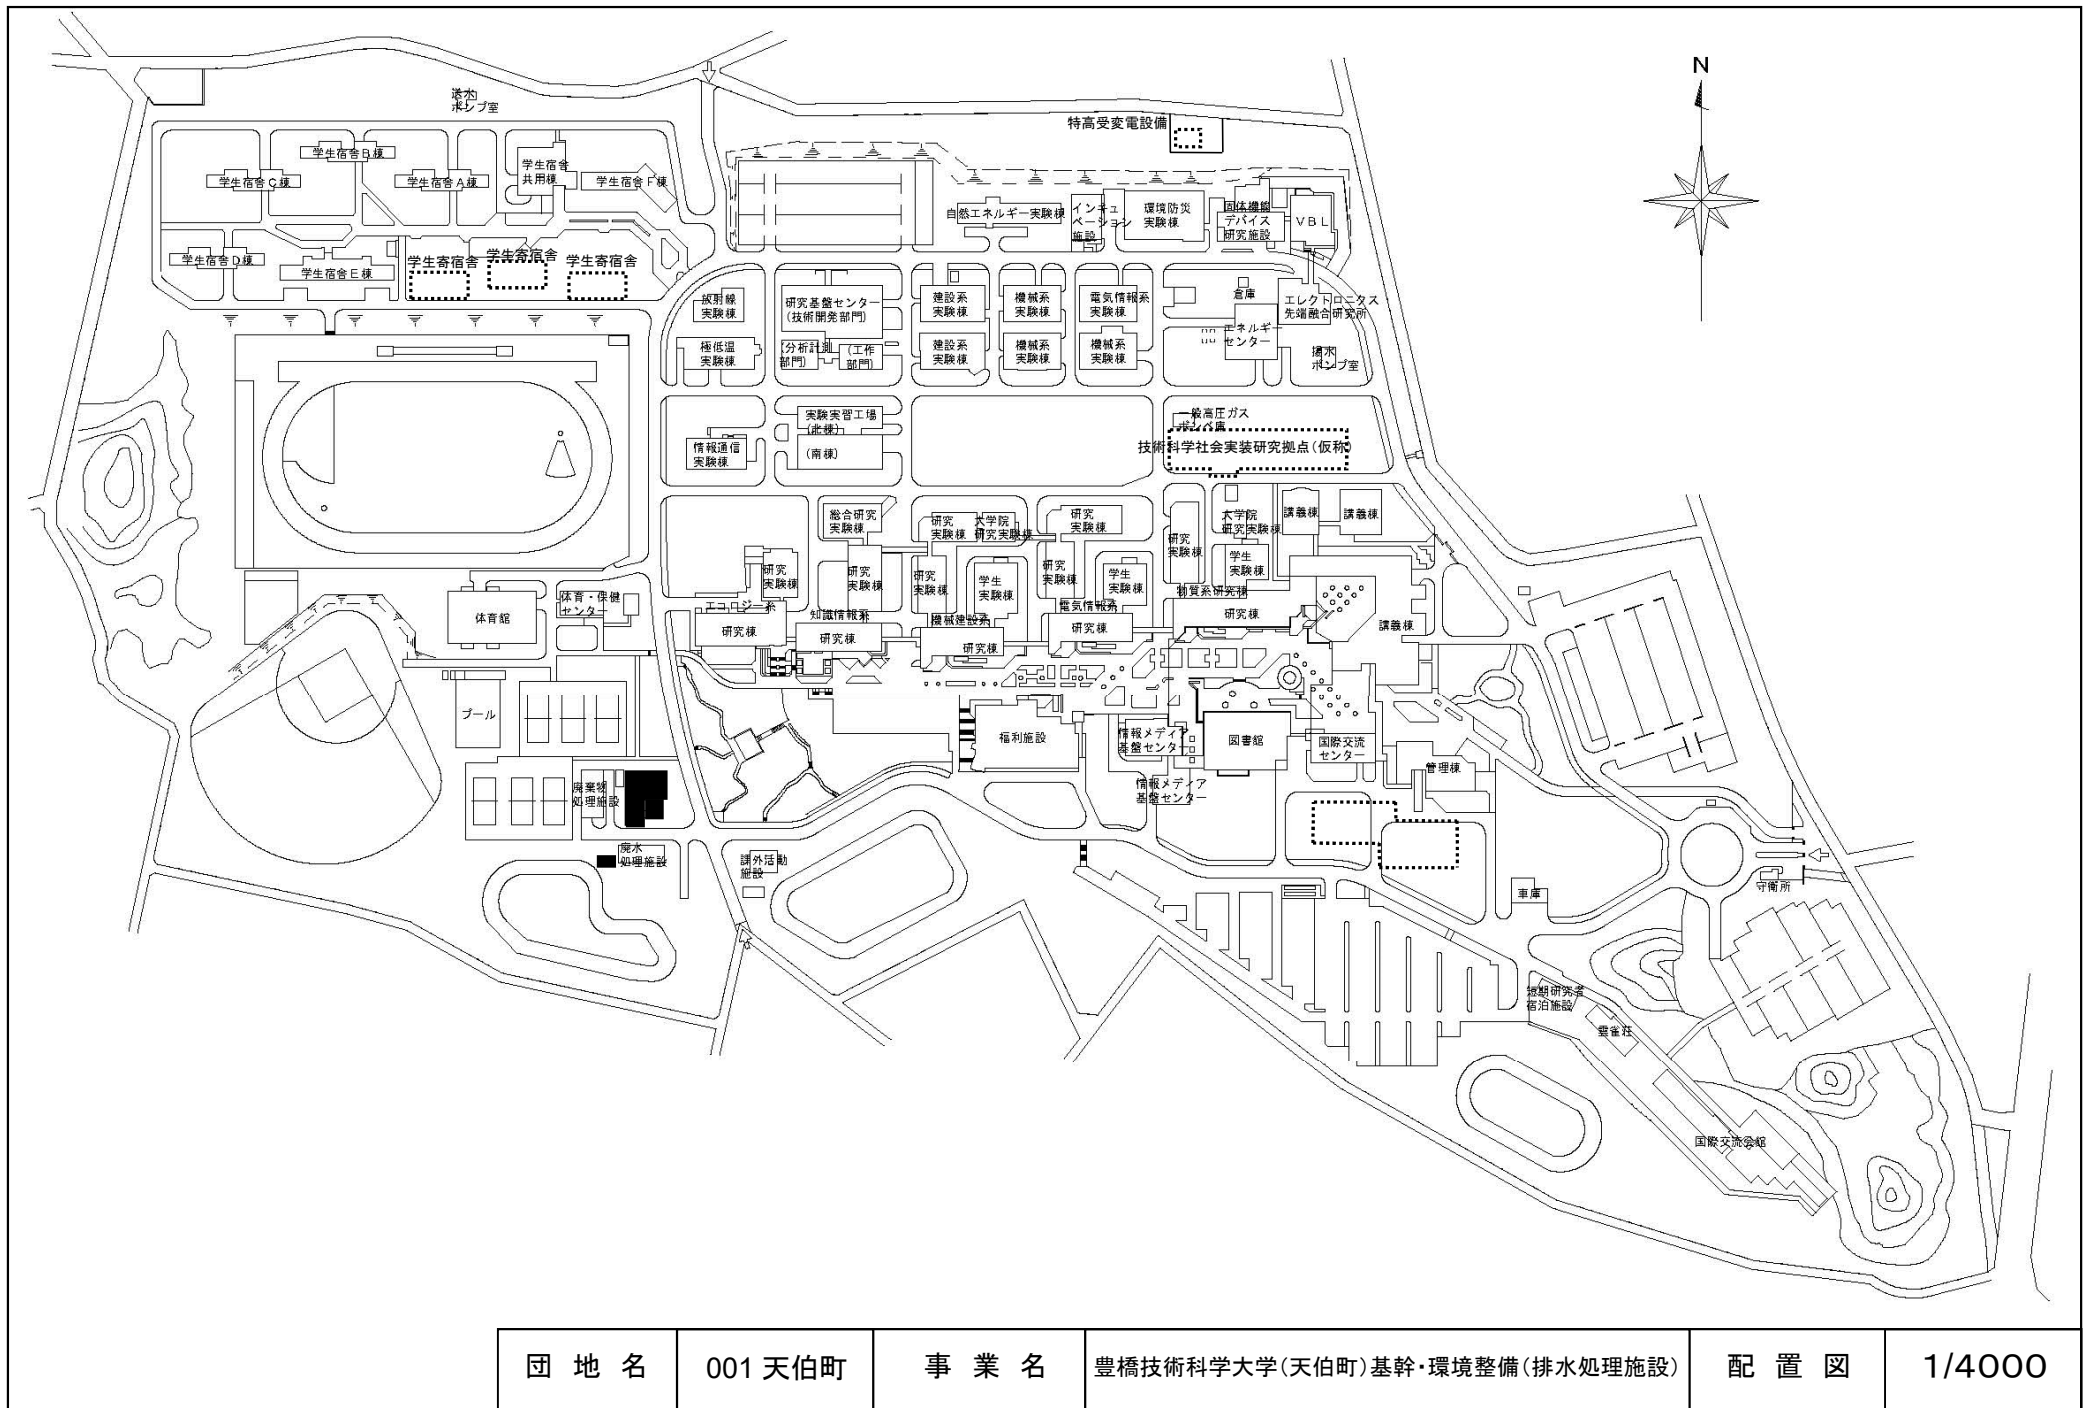 N
送水
ポンプ室
特高受変電設備
学生宿舎B棟
学生宿舎C棟
学生宿舎A棟
学生宿舎
共用棟
学生宿舎F棟
自然エネルギー実験棟
インキュ
ベーション
施設
環境防災
実験棟
固体機能
デバイス
研究施設
VBL
学生宿舎D棟
学生宿舎E棟
学生寄宿舎
学生寄宿舎
学生寄宿舎
放射線
実験棟
研究基盤センター
(技術開発部門)
建設系
実験棟
機械系
実験棟
電気情報系
実験棟
倉庫
エレクトロニクス
先端融合研究所
極低温
実験棟
(分析計測
部門)
(工作
部門)
建設系
実験棟
機械系
実験棟
機械系
実験棟
エネルギー
センター
揚水
ポンプ室
情報通信
実験棟
実験実習工場
(北棟)
(南棟)
一般高圧ガス
ボンベ庫
技術科学社会実装研究拠点(仮称)
総合研究
実験棟
研究
実験棟
大学院
研究実験棟
研究
実験棟
研究
実験棟
大学院
研究実験棟
講義棟
講義棟
研究
実験棟
研究
実験棟
研究
実験棟
学生
実験棟
研究
実験棟
学生
実験棟
学生
実験棟
体育館
体育・保健
センター
エコロジー系
研究棟
知識情報系
研究棟
機械建設系
研究棟
電気情報系
研究棟
物質系研究棟
研究棟
講義棟
プール
福利施設
情報メディア
基盤センター
図書館
国際交流
センター
管理棟
情報メディア
基盤センター
廃棄物
処理施設
廃水
処理施設
課外活動
施設
車庫
守衛所
短期研究者
宿泊施設
雲雀荘
国際交流会館
団地名
001 天伯町
事業名
豊橋技術科学大学(天伯町)基幹・環境整備(排水処理施設)
配置図
1/4000